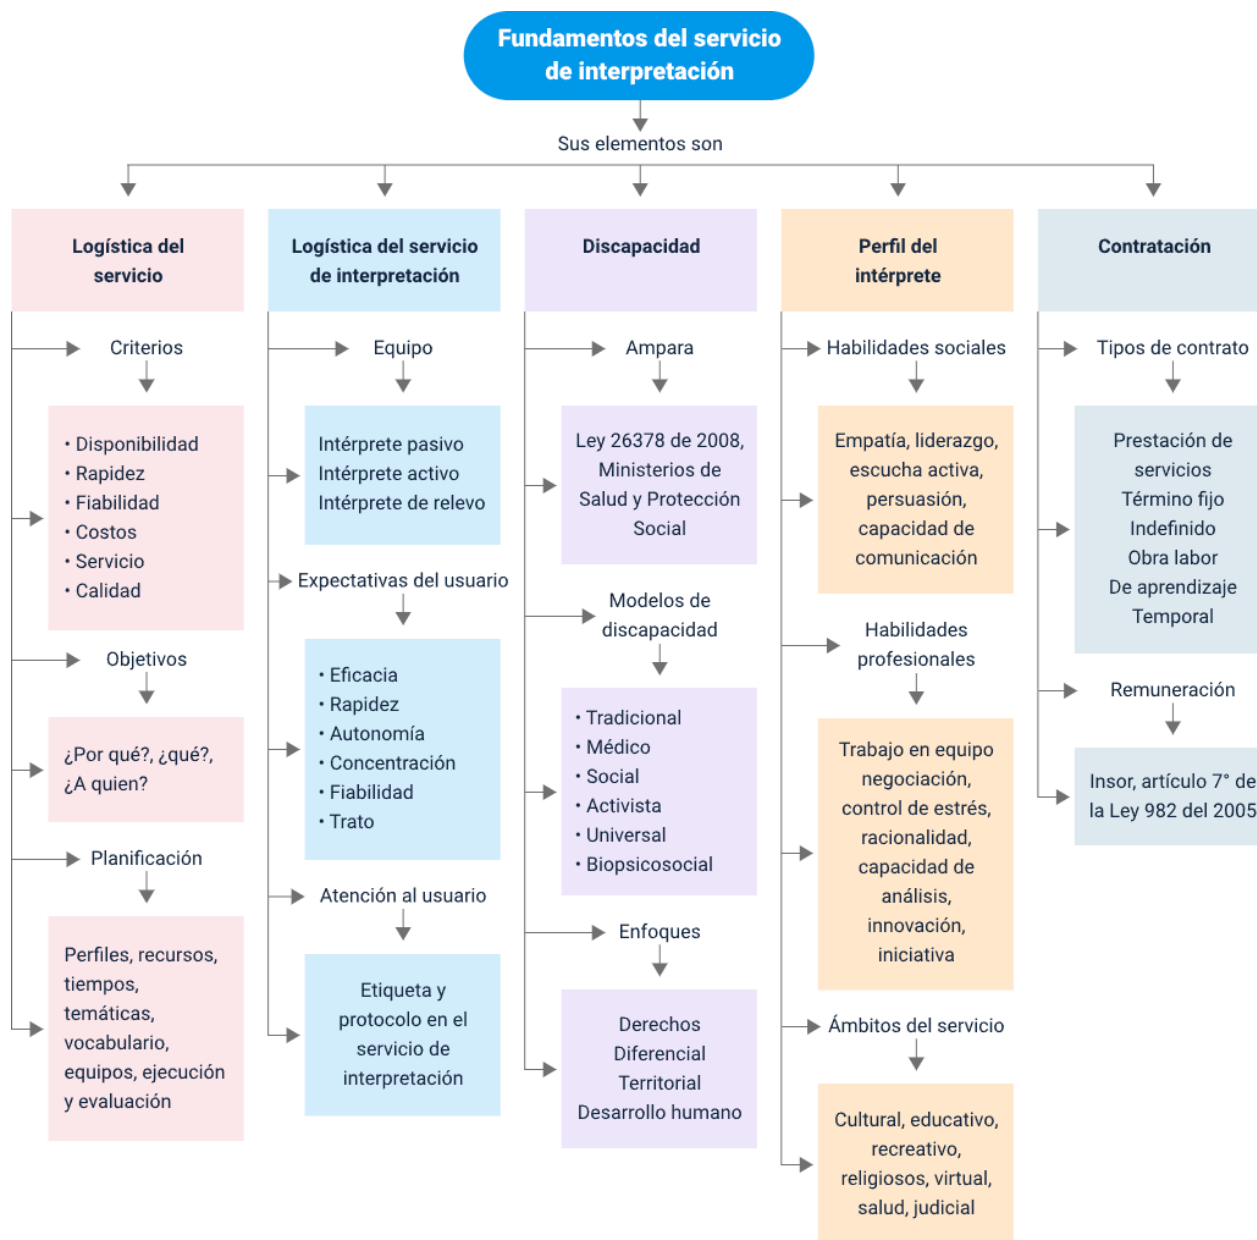 Fundamentos del servicio
de interpretación
Sus elementos son
Logística del
servicio
Criterios
• Disponibilidad
• Rapidez
• Fiabilidad
• Costos
• Servicio
• Calidad
Objetivos
¿Por qué?, ¿qué?,
¿A quien?
Planificación
Perfiles, recursos,
tiempos,
temáticas,
vocabulario,
equipos, ejecución
y evaluación
Logística del servicio
de interpretación
Equipo
Intérprete pasivo
Intérprete activo
Intérprete de relevo
Expectativas del usuario
• Eficacia
• Rapidez
• Autonomía
• Concentración
• Fiabilidad
• Trato
Atención al usuario
Etiqueta y
protocolo en el
servicio de
interpretación
Discapacidad
Ampara
Ley 26378 de 2008,
Ministerios de
Salud y Protección
Social
Modelos de
discapacidad
• Tradicional
• Médico
• Social
• Activista
• Universal
• Biopsicosocial
Enfoques
Derechos
Diferencial
Territorial
Desarrollo humano
Perfil del
intérprete
Habilidades sociales
Empatía, liderazgo,
escucha activa,
persuasión,
capacidad de
comunicación
Habilidades
profesionales
Trabajo en equipo
negociación,
control de estrés,
racionalidad,
capacidad de
análisis,
innovación,
iniciativa
Ámbitos del servicio
Cultural, educativo,
recreativo,
religiosos, virtual,
salud, judicial
Contratación
Tipos de contrato
Prestación de
servicios
Término fijo
Indefinido
Obra labor
De aprendizaje
Temporal
Remuneración
Insor, artículo 7° de
la Ley 982 del 2005